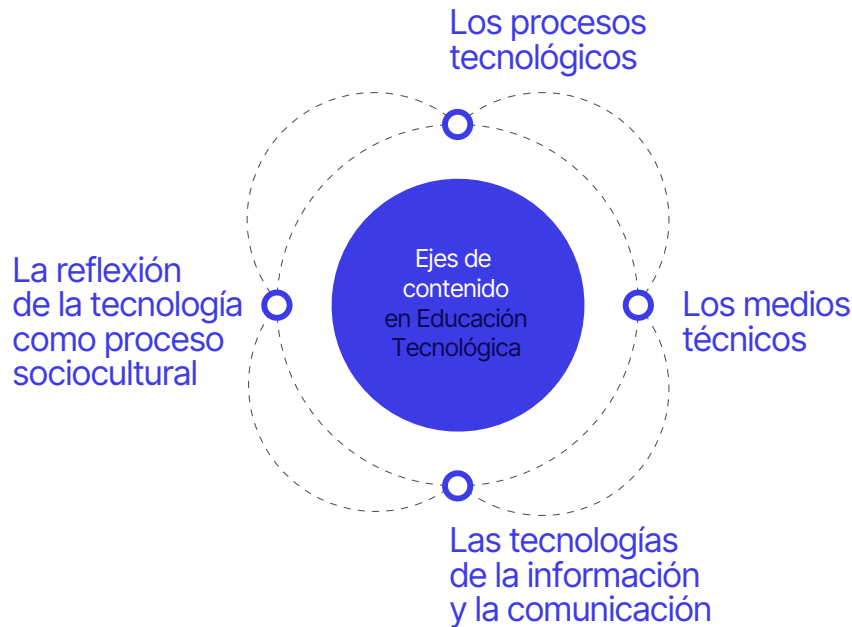 Los procesos
tecnológicos
La reflexión
de la tecnología
como proceso
sociocultural
Ejes de
contenido
en Educación
Tecnológica
Los medios
técnicos
Las tecnologías
de la información
y la comunicación